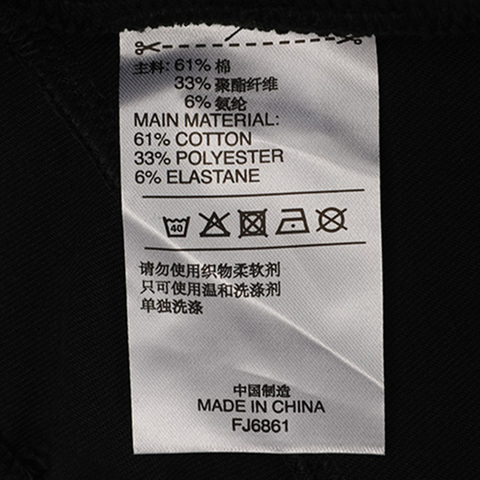 主料: 61% 棉
33% 聚酯纤维
6% 氨纶
MAIN MATERIAL:
61% COTTON
33% POLYESTER
6% ELASTANE
40
请勿使用织物柔软剂
只可使用温和洗涤剂
单独洗涤
中国制造
MADE IN CHINA
FJ6861